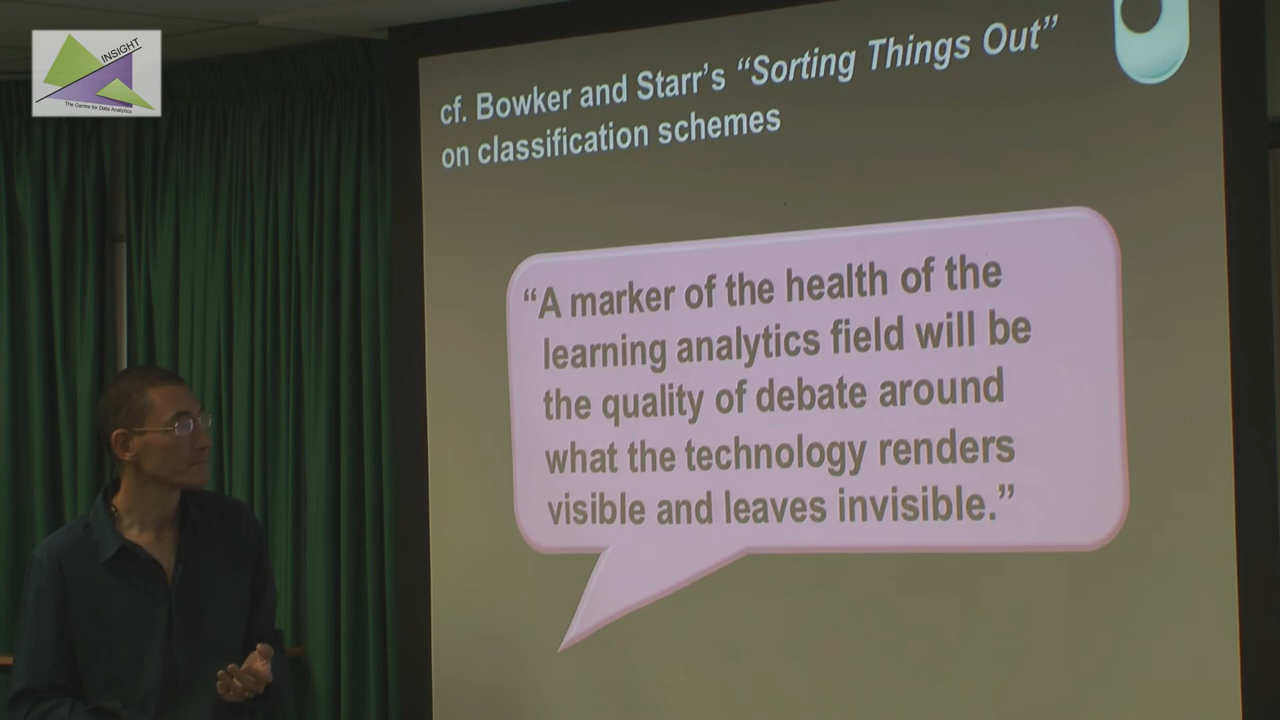 INSIGHT
The Centre for Data Analytics
cf. Bowker and Starr’s “Sorting Things Out”
on classification schemes
“A marker of the health of the
learning analytics field will be
the quality of debate around
what the technology renders
visible and leaves invisible.”